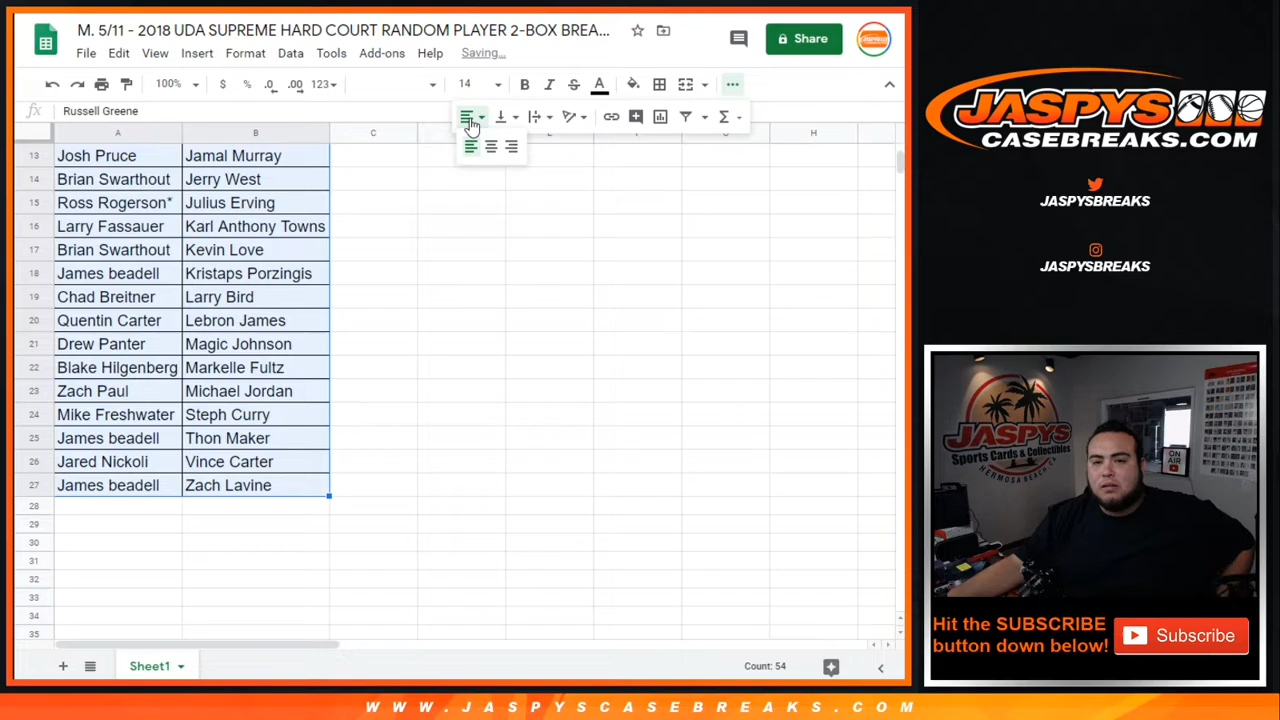 M. 5/11 - 2018 UDA SUPREME HARD COURT RANDOM PLAYER 2-BOX BREA...
File Edit View Insert Format Data Tools Add-ons Help Saving...
Share
100% $ % .0 .00 123 14 B I S A
fx Russell Greene
A B C H
13 Josh Pruce Jamal Murray
14 Brian Swarthout Jerry West
15 Ross Rogerson* Julius Erving
16 Larry Fassauer Karl Anthony Towns
17 Brian Swarthout Kevin Love
18 James beadell Kristaps Porzingis
19 Chad Breitner Larry Bird
20 Quentin Carter Lebron James
21 Drew Panter Magic Johnson
22 Blake Hilgenberg Markelle Fultz
23 Zach Paul Michael Jordan
24 Mike Freshwater Steph Curry
25 James beadell Thon Maker
26 Jared Nickoli Vince Carter
27 James beadell Zach Lavine
28
29
30
31
32
33
34
35
Sheet1
Count: 54
JASPYS
CASEBREAKS.COM
JASPYSBREAKS
JASPYSBREAKS
JASPYS
Sports Cards & Collectibles
HERMOSA BEACH, CA
ON AIR
Hit the SUBSCRIBE
button down below!
Subscribe
WWW.JASPYSCASEBREAKS.COM